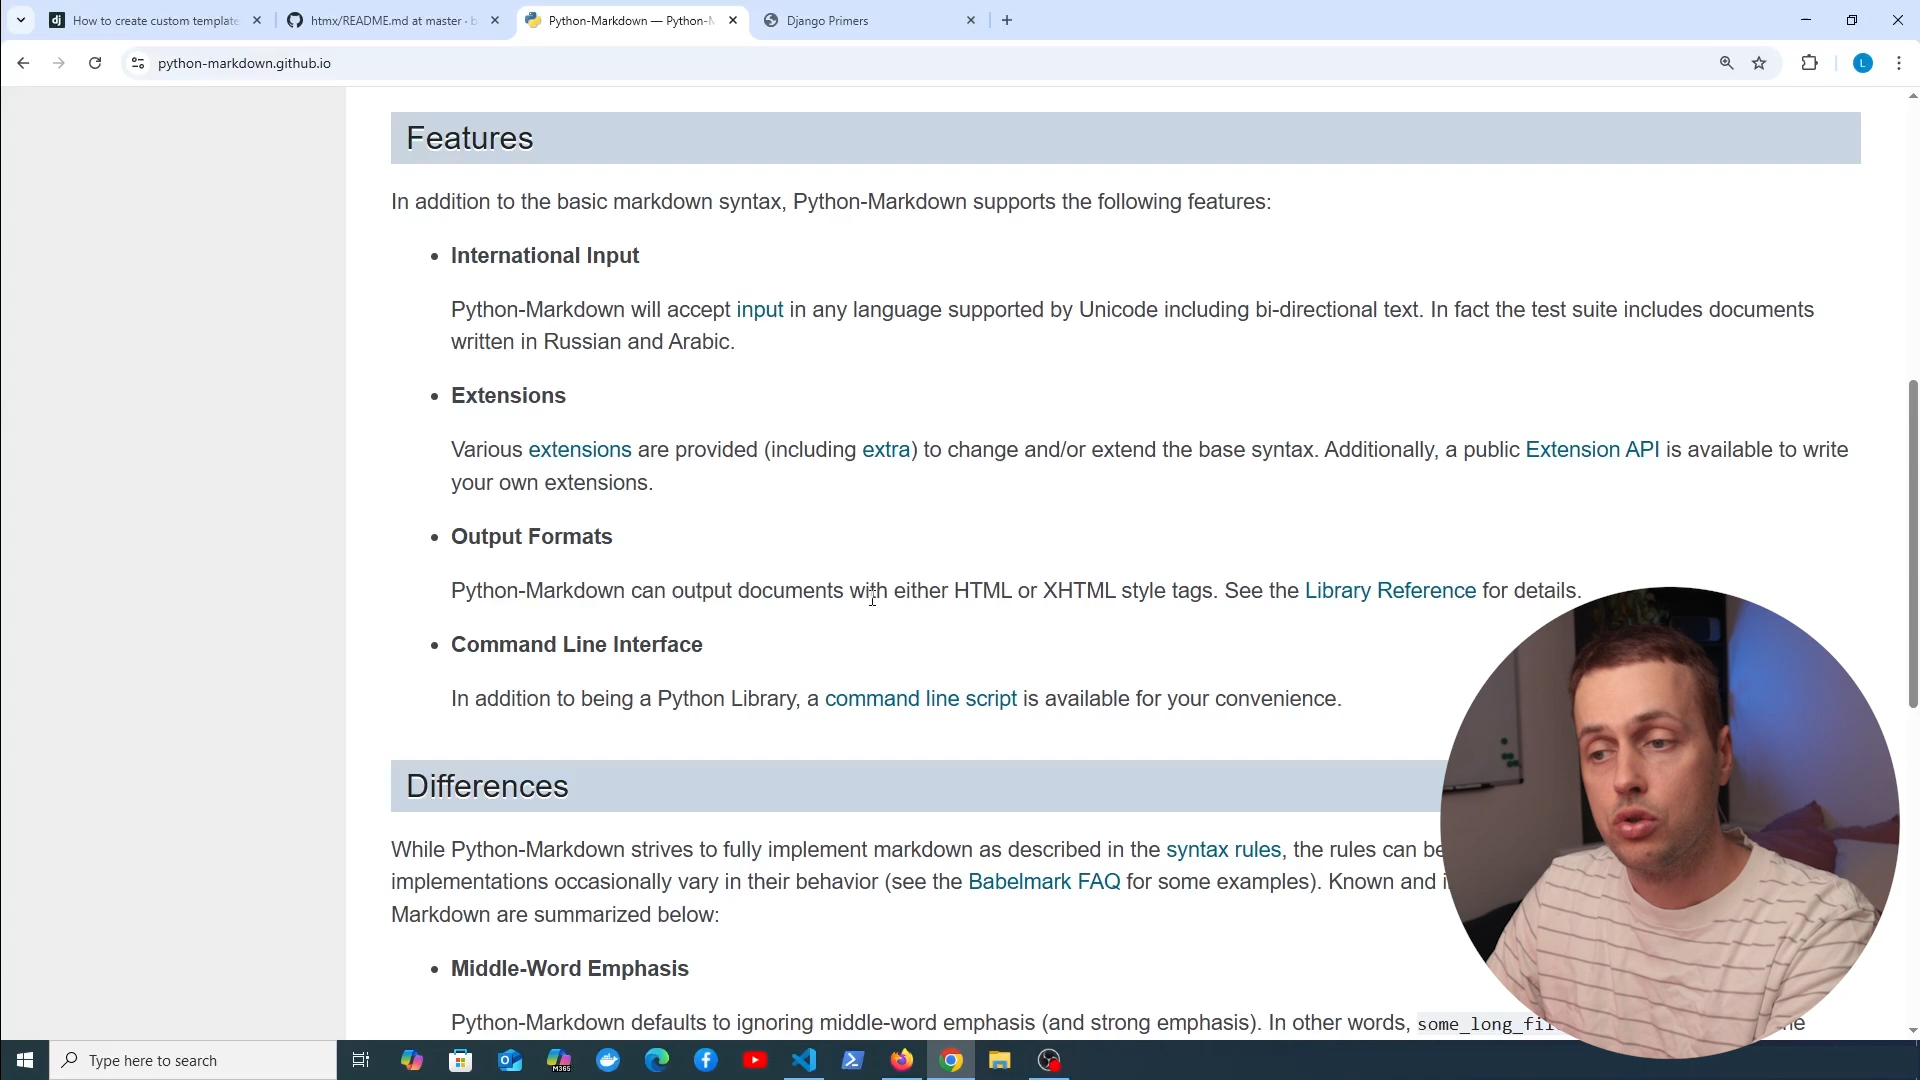 How to create custom template
htmx/README.md at master · b
Python-Markdown — Python-M
Django Primers
python-markdown.github.io
L
Features
In addition to the basic markdown syntax, Python-Markdown supports the following features:
• International Input
Python-Markdown will accept input in any language supported by Unicode including bi-directional text. In fact the test suite includes documents
written in Russian and Arabic.
• Extensions
Various extensions are provided (including extra) to change and/or extend the base syntax. Additionally, a public Extension API is available to write
your own extensions.
• Output Formats
Python-Markdown can output documents with either HTML or XHTML style tags. See the Library Reference for details.
• Command Line Interface
In addition to being a Python Library, a command line script is available for your convenience.
Differences
While Python-Markdown strives to fully implement markdown as described in the syntax rules, the rules can be
implementations occasionally vary in their behavior (see the Babelmark FAQ for some examples). Known and i
Markdown are summarized below:
• Middle-Word Emphasis
Python-Markdown defaults to ignoring middle-word emphasis (and strong emphasis). In other words, some_long_fi
Type here to search